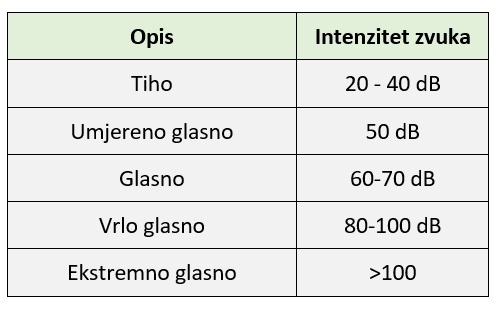 Opis Intenzitet zvuka
Tiho 20 - 40 dB
Umjereno glasno 50 dB
Glasno 60-70 dB
Vrlo glasno 80-100 dB
Ekstremno glasno >100